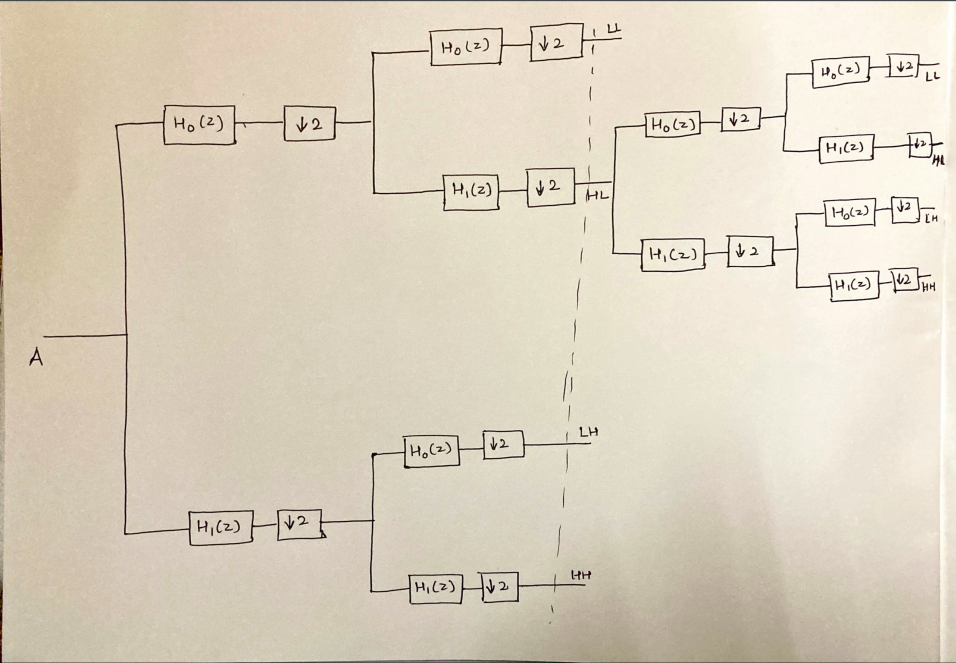 H₀(z) ↓2 LL
H₀(z) ↓2 LL
H₀(z) ↓2
H₀(z) ↓2
H₁(z) ↓2 HL
H₁(z) ↓2 HL
H₀(z) ↓2 LH
H₁(z) ↓2
H₁(z) ↓2 HH
A
H₀(z) ↓2 LH
H₁(z) ↓2
H₁(z) ↓2 HH